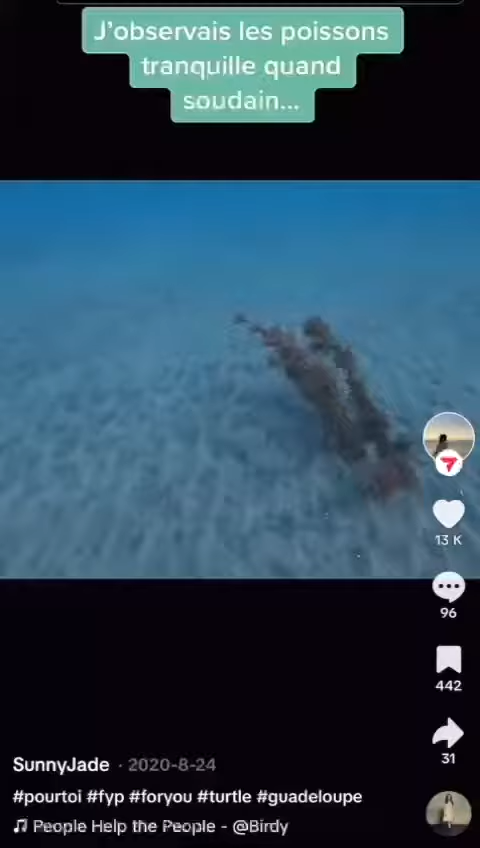 J'observais les poissons
tranquille quand
soudain...
13 K
96
442
31
SunnyJade · 2020-8-24
#pourtoi #fyp #foryou #turtle #guadeloupe
People Help the People - @Birdy